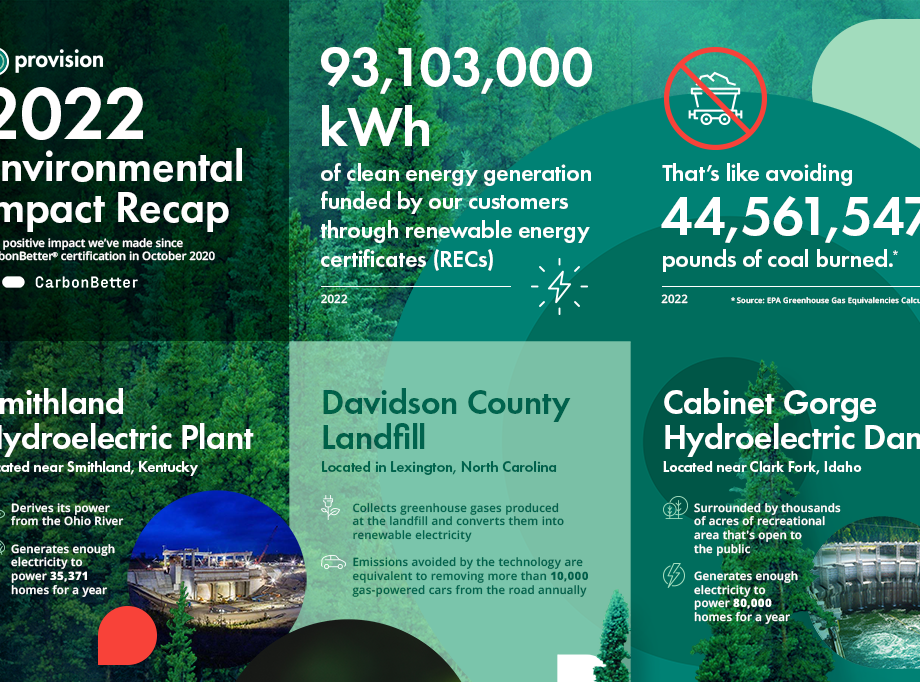 provision
2022
nvironmental
mpact Recap
positive impact we've made since
bonBetter® certification in October 2020
CarbonBetter
93,103,000
kWh
of clean energy generation
funded by our customers
through renewable energy
certificates (RECs)
2022
That's like avoiding
44,561,547
pounds of coal burned.*
2022
* Source: EPA Greenhouse Gas Equivalencies Calcu
mithland
ydroelectric Plant
cated near Smithland, Kentucky
Derives its power
from the Ohio River
Generates enough
electricity to
power 35,371
homes for a year
Davidson County
Landfill
Located in Lexington, North Carolina
Collects greenhouse gases produced
at the landfill and converts them into
renewable electricity
Emissions avoided by the technology are
equivalent to removing more than 10,000
gas-powered cars from the road annually
Cabinet Gorge
Hydroelectric Dam
Located near Clark Fork, Idaho
Surrounded by thousands
of acres of recreational
area that's open to
the public
Generates enough
electricity to
power 80,000
homes for a year